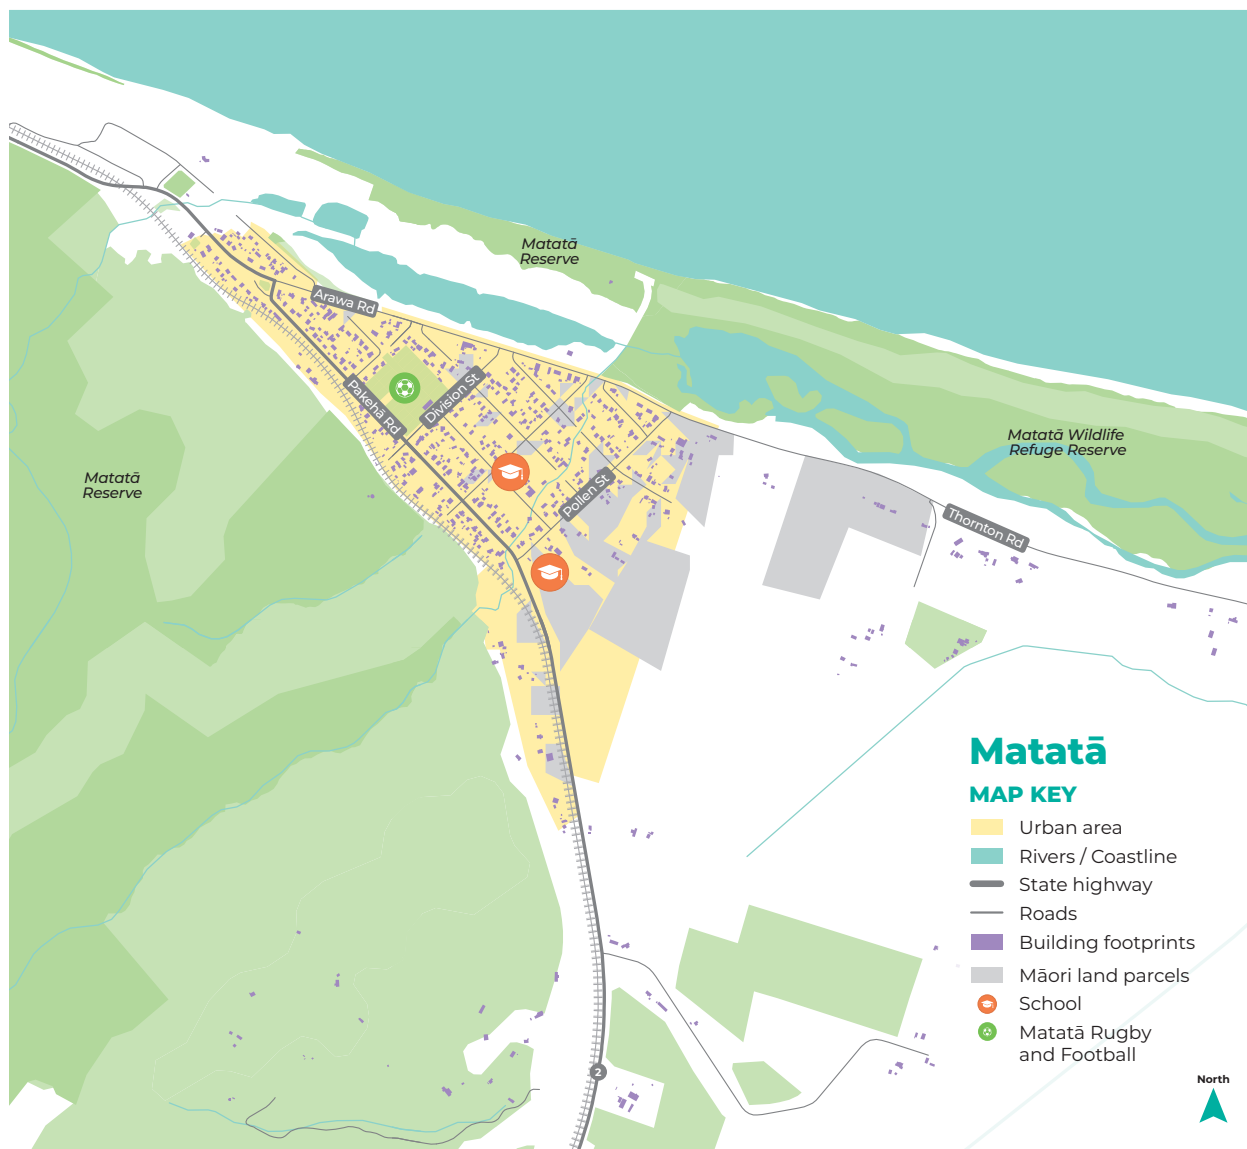 Matatā
Reserve
Arawa Rd
Pakehā Rd
Division St
Matatā Wildlife
Refuge Reserve
Matatā
Reserve
Pollen St
Thornton Rd
Matatā
MAP KEY
Urban area
Rivers / Coastline
State highway
Roads
Building footprints
Māori land parcels
School
Matatā Rugby
and Football
2
North